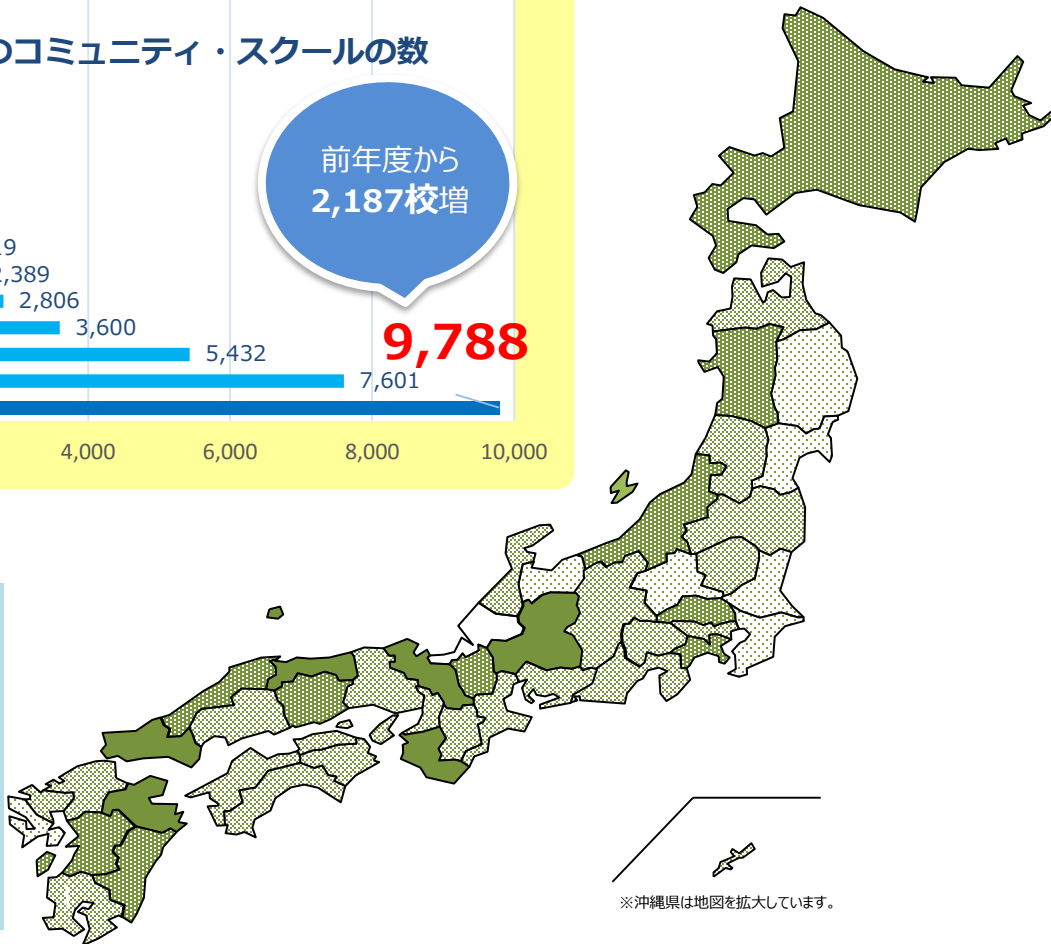 のコミュニティ・スクールの数
前年度から
2,187校増
19
2,389
2,806
3,600
9,788
5,432
7,601
4,000 6,000 8,000 10,000
※沖縄県は地図を拡大しています。